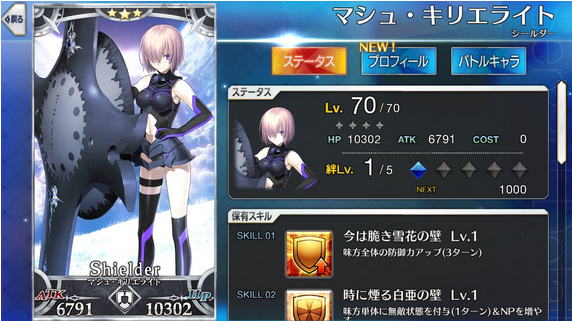 戻る
マシュ・キリエライト
シールダー
NEW!
ステータス
プロフィール
バトルキャラ
ステータス
Lv. 70/70
HP 10302 ATK 6791 COST 0
絆Lv. 1/5
NEXT 1000
保有スキル
SKILL 01
今は脆き雪花の壁 Lv.1
味方全体の防御力アップ(3ターン)
SKILL 02
時に煙る白亜の壁 Lv.1
味方単体に無敵状態を付与(1ターン)&NPを増や
Shielder
マシュ・キリエライト
ATK 6791
10302 HP